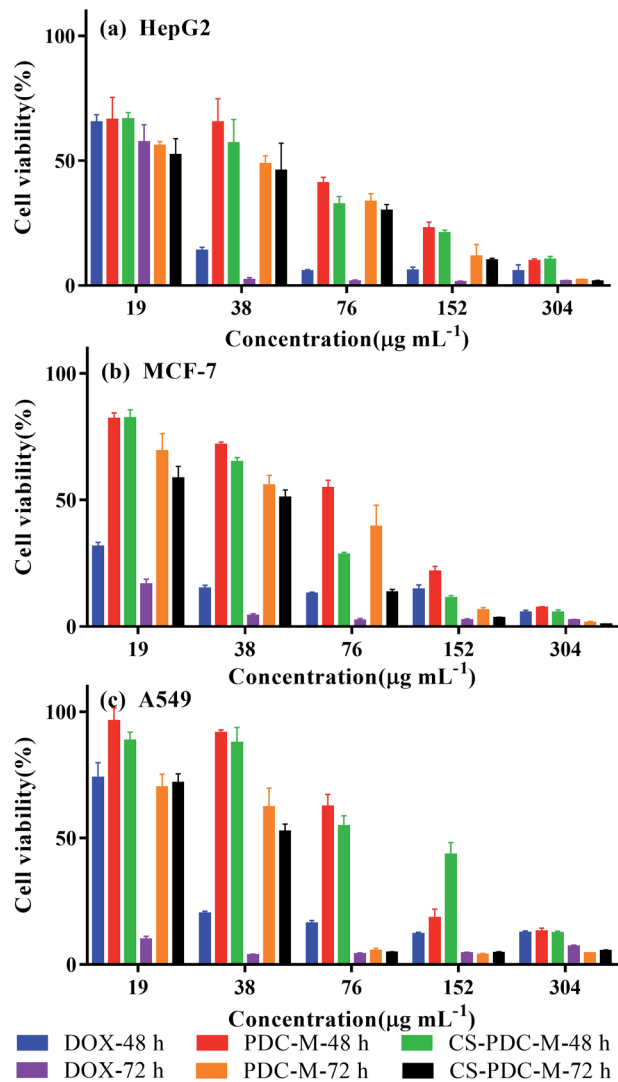 (a) HepG2
100
50
0
Cell viability(%)
19 38 76 152 304
Concentration(μg mL⁻¹)
(b) MCF-7
100
50
0
Cell viability(%)
19 38 76 152 304
Concentration(μg mL⁻¹)
(c) A549
100
50
0
Cell viability(%)
19 38 76 152 304
Concentration(μg mL⁻¹)
DOX-48 h PDC-M-48 h CS-PDC-M-48 h
DOX-72 h PDC-M-72 h CS-PDC-M-72 h